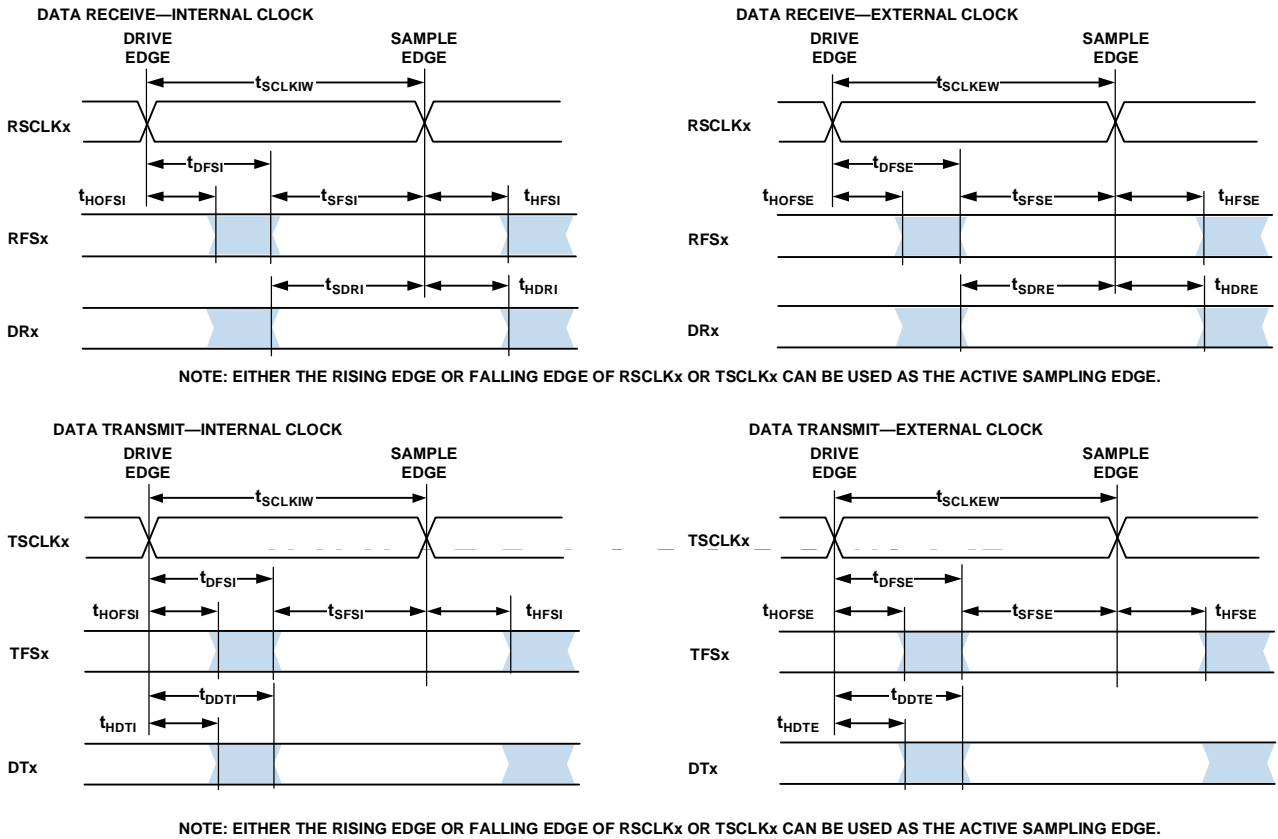 DATA RECEIVE—INTERNAL CLOCK
DRIVE EDGE
SAMPLE EDGE
tSCLKIW
RSCLKx
tDFSI
tHOFSI
tSFSI
tHFSI
RFSx
tSDRI
tHDRI
DRx
DATA RECEIVE—EXTERNAL CLOCK
DRIVE EDGE
SAMPLE EDGE
tSCLKEW
RSCLKx
tDFSE
tHOFSE
tSFSE
tHFSE
RFSx
tSDRE
tHDRE
DRx
NOTE: EITHER THE RISING EDGE OR FALLING EDGE OF RSCLKx OR TSCLKx CAN BE USED AS THE ACTIVE SAMPLING EDGE.
DATA TRANSMIT—INTERNAL CLOCK
DRIVE EDGE
SAMPLE EDGE
tSCLKIW
TSCLKx
tDFSI
tHOFSI
tSFSI
tHFSI
TFSx
tDDTI
tHDTI
DTx
DATA TRANSMIT—EXTERNAL CLOCK
DRIVE EDGE
SAMPLE EDGE
tSCLKEW
TSCLKx
tDFSE
tHOFSE
tSFSE
tHFSE
TFSx
tDDTE
tHDTE
DTx
NOTE: EITHER THE RISING EDGE OR FALLING EDGE OF RSCLKx OR TSCLKx CAN BE USED AS THE ACTIVE SAMPLING EDGE.